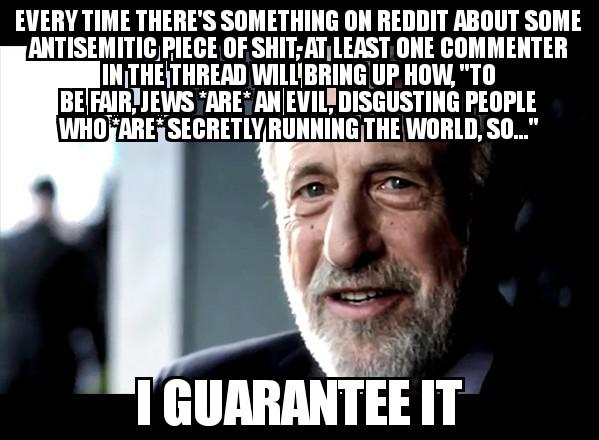 EVERY TIME THERE'S SOMETHING ON REDDIT ABOUT SOME
ANTISEMITIC PIECE OF SHIT, AT LEAST ONE COMMENTER
IN THE THREAD WILL BRING UP HOW, "TO
BE FAIR, JEWS *ARE* AN EVIL, DISGUSTING PEOPLE
WHO *ARE* SECRETLY RUNNING THE WORLD, SO..."
I GUARANTEE IT